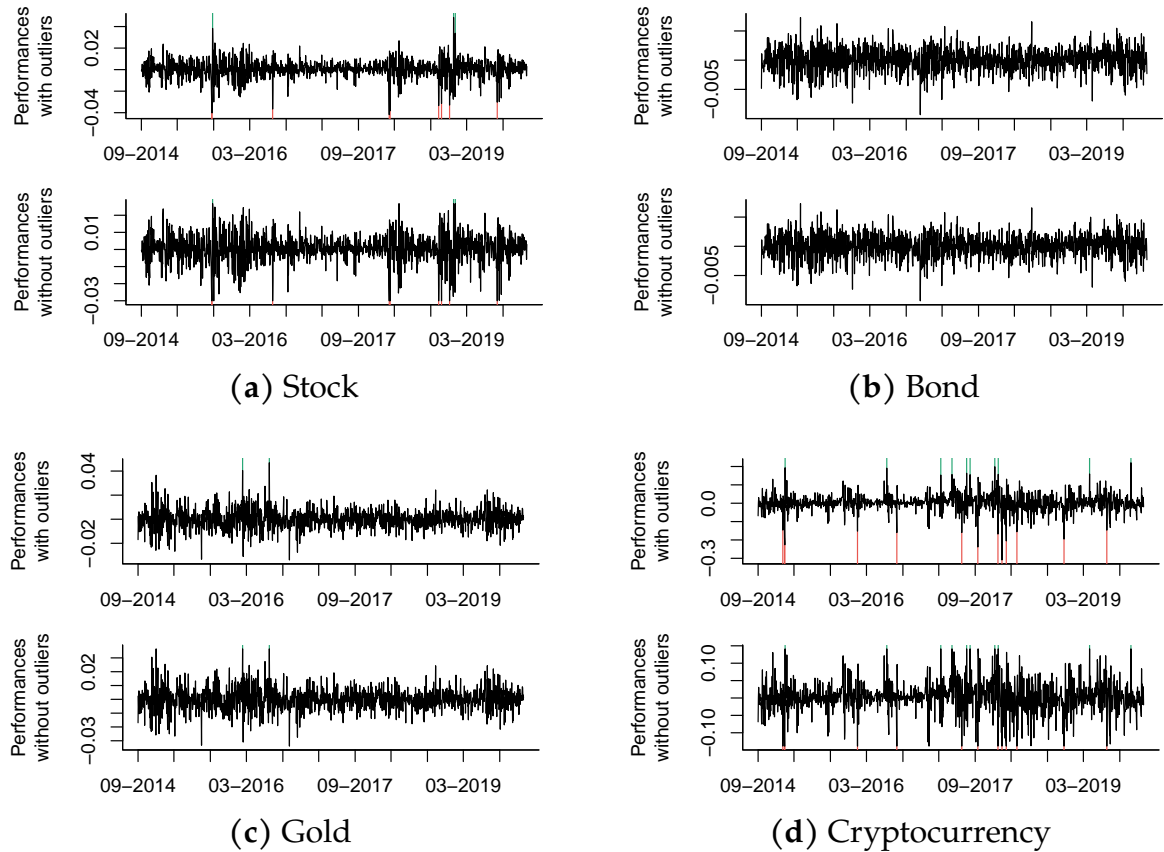 Performances
with outliers
0.02
−0.04
09−2014 03−2016 09−2017 03−2019
Performances
without outliers
0.01
−0.03
09−2014 03−2016 09−2017 03−2019
(a) Stock
Performances
with outliers
−0.005
09−2014 03−2016 09−2017 03−2019
Performances
without outliers
−0.005
09−2014 03−2016 09−2017 03−2019
(b) Bond
Performances
with outliers
0.04
−0.02
09−2014 03−2016 09−2017 03−2019
Performances
without outliers
0.02
−0.03
09−2014 03−2016 09−2017 03−2019
(c) Gold
Performances
with outliers
0.0
−0.3
09−2014 03−2016 09−2017 03−2019
Performances
without outliers
0.10
−0.10
09−2014 03−2016 09−2017 03−2019
(d) Cryptocurrency